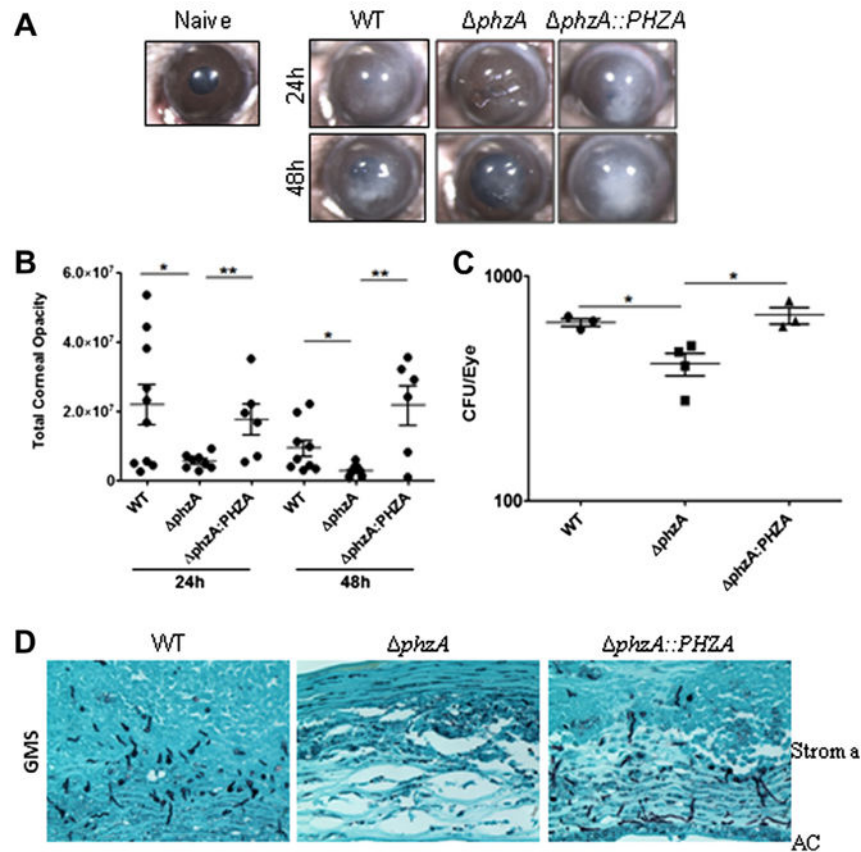 A
Naive
WT
ΔphzA
ΔphzA::PHZA
24h
48h
B
Total Corneal Opacity
6.0×10⁷
4.0×10⁷
2.0×10⁷
0
*
**
*
**
WT
ΔphzA
ΔphzA:PHZA
WT
ΔphzA
ΔphzA:PHZA
24h
48h
C
CFU/Eye
1000
100
*
*
WT
ΔphzA
ΔphzA:PHZA
D
WT
ΔphzA
ΔphzA::PHZA
GMS
Stroma
AC